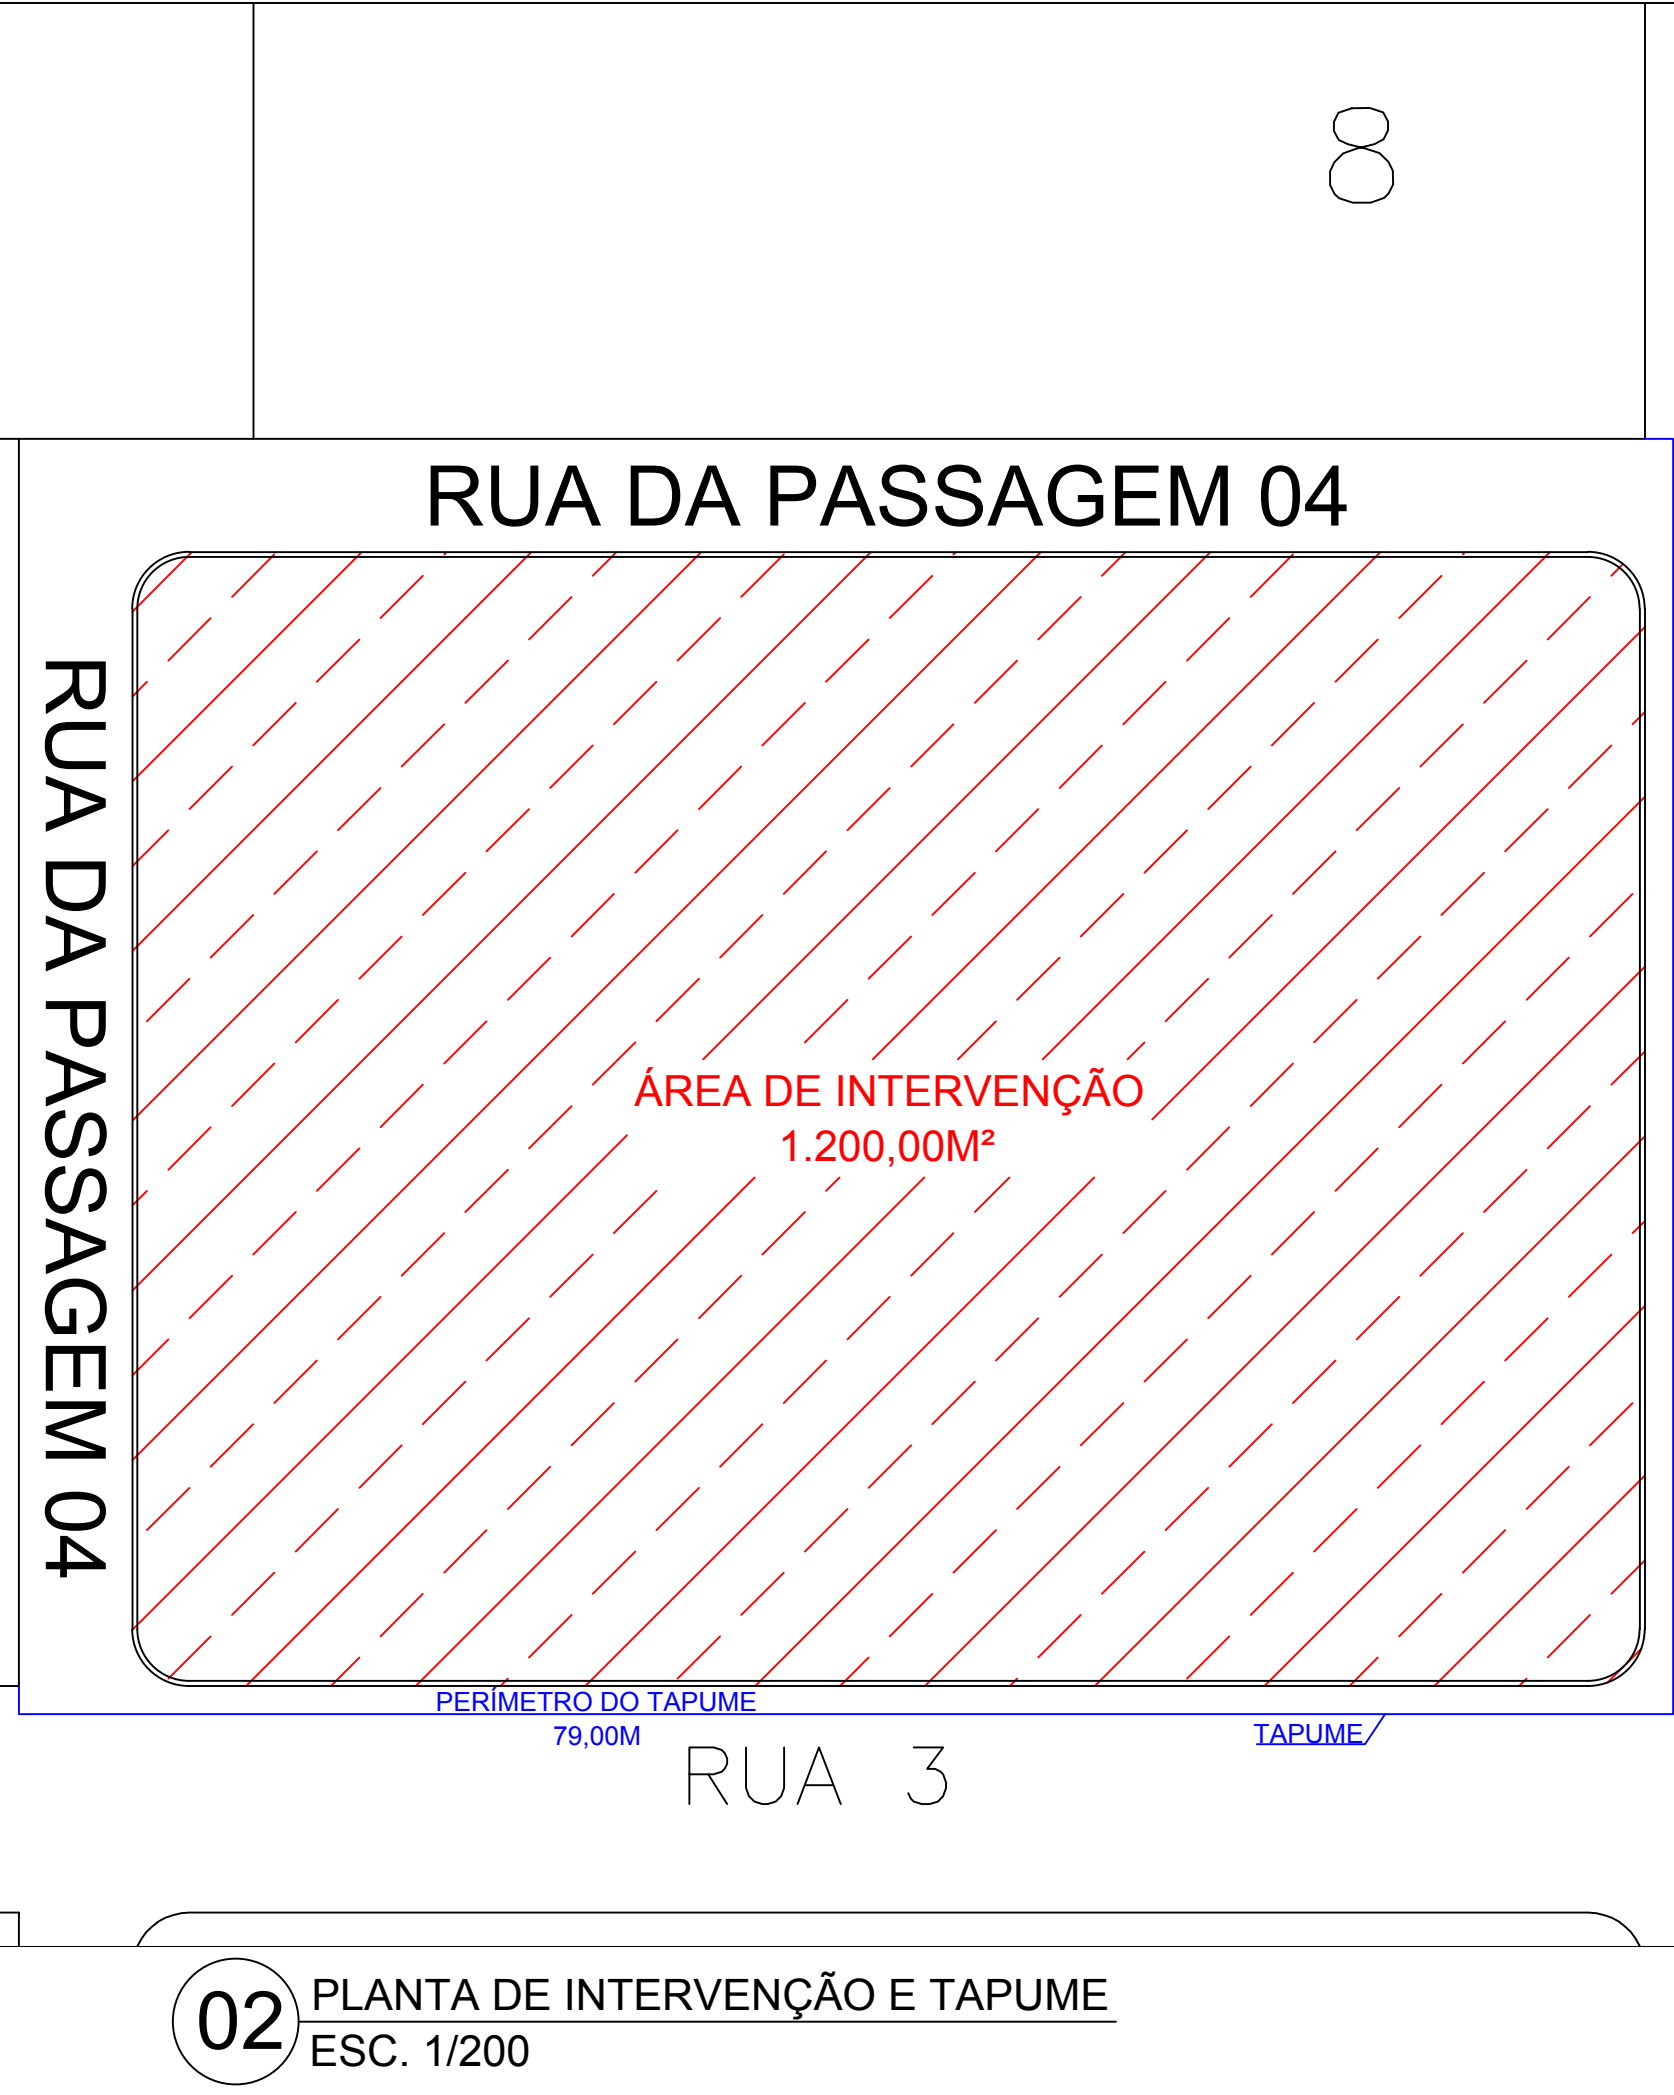 8
RUA DA PASSAGEM 04
RUA DA PASSAGEM 04
ÁREA DE INTERVENÇÃO
1.200,00M²
PERÍMETRO DO TAPUME
79,00M
TAPUME
RUA 3
02
PLANTA DE INTERVENÇÃO E TAPUME
ESC. 1/200